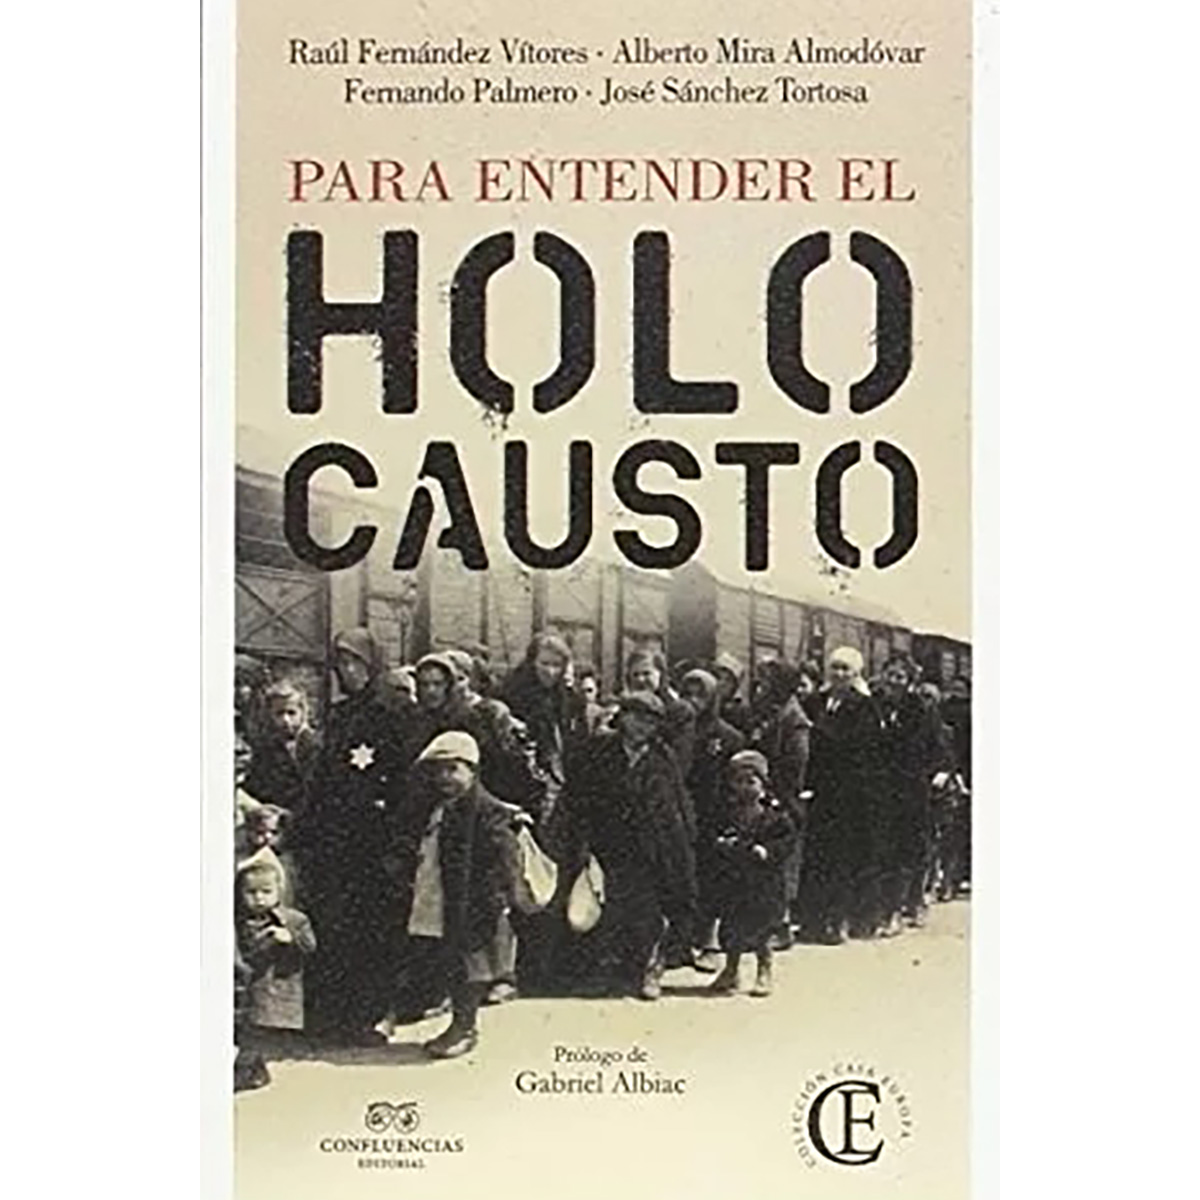 Raúl Fernández Vítores · Alberto Mira Almodóvar
Fernando Palmero · José Sánchez Tortosa
PARA ENTENDER EL
HOLO
CAUSTO
Prólogo de
Gabriel Albiac
CONFLUENCIAS
EDITORIAL
COLECCIÓN CASA EUROPA
CE